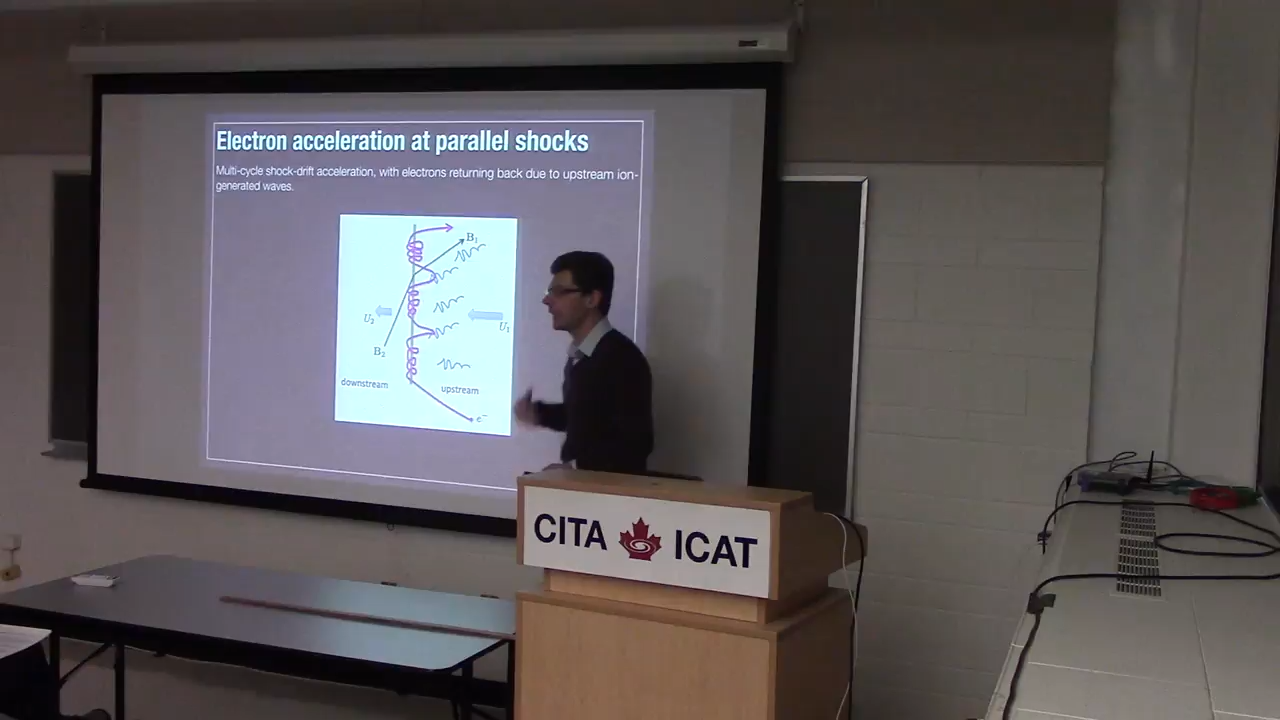 Electron acceleration at parallel shocks
Multi-cycle shock-drift acceleration, with electrons returning back due to upstream ion-
generated waves.
B₁
U₂
U₁
B₂
downstream
upstream
e⁻
CITA ICAT